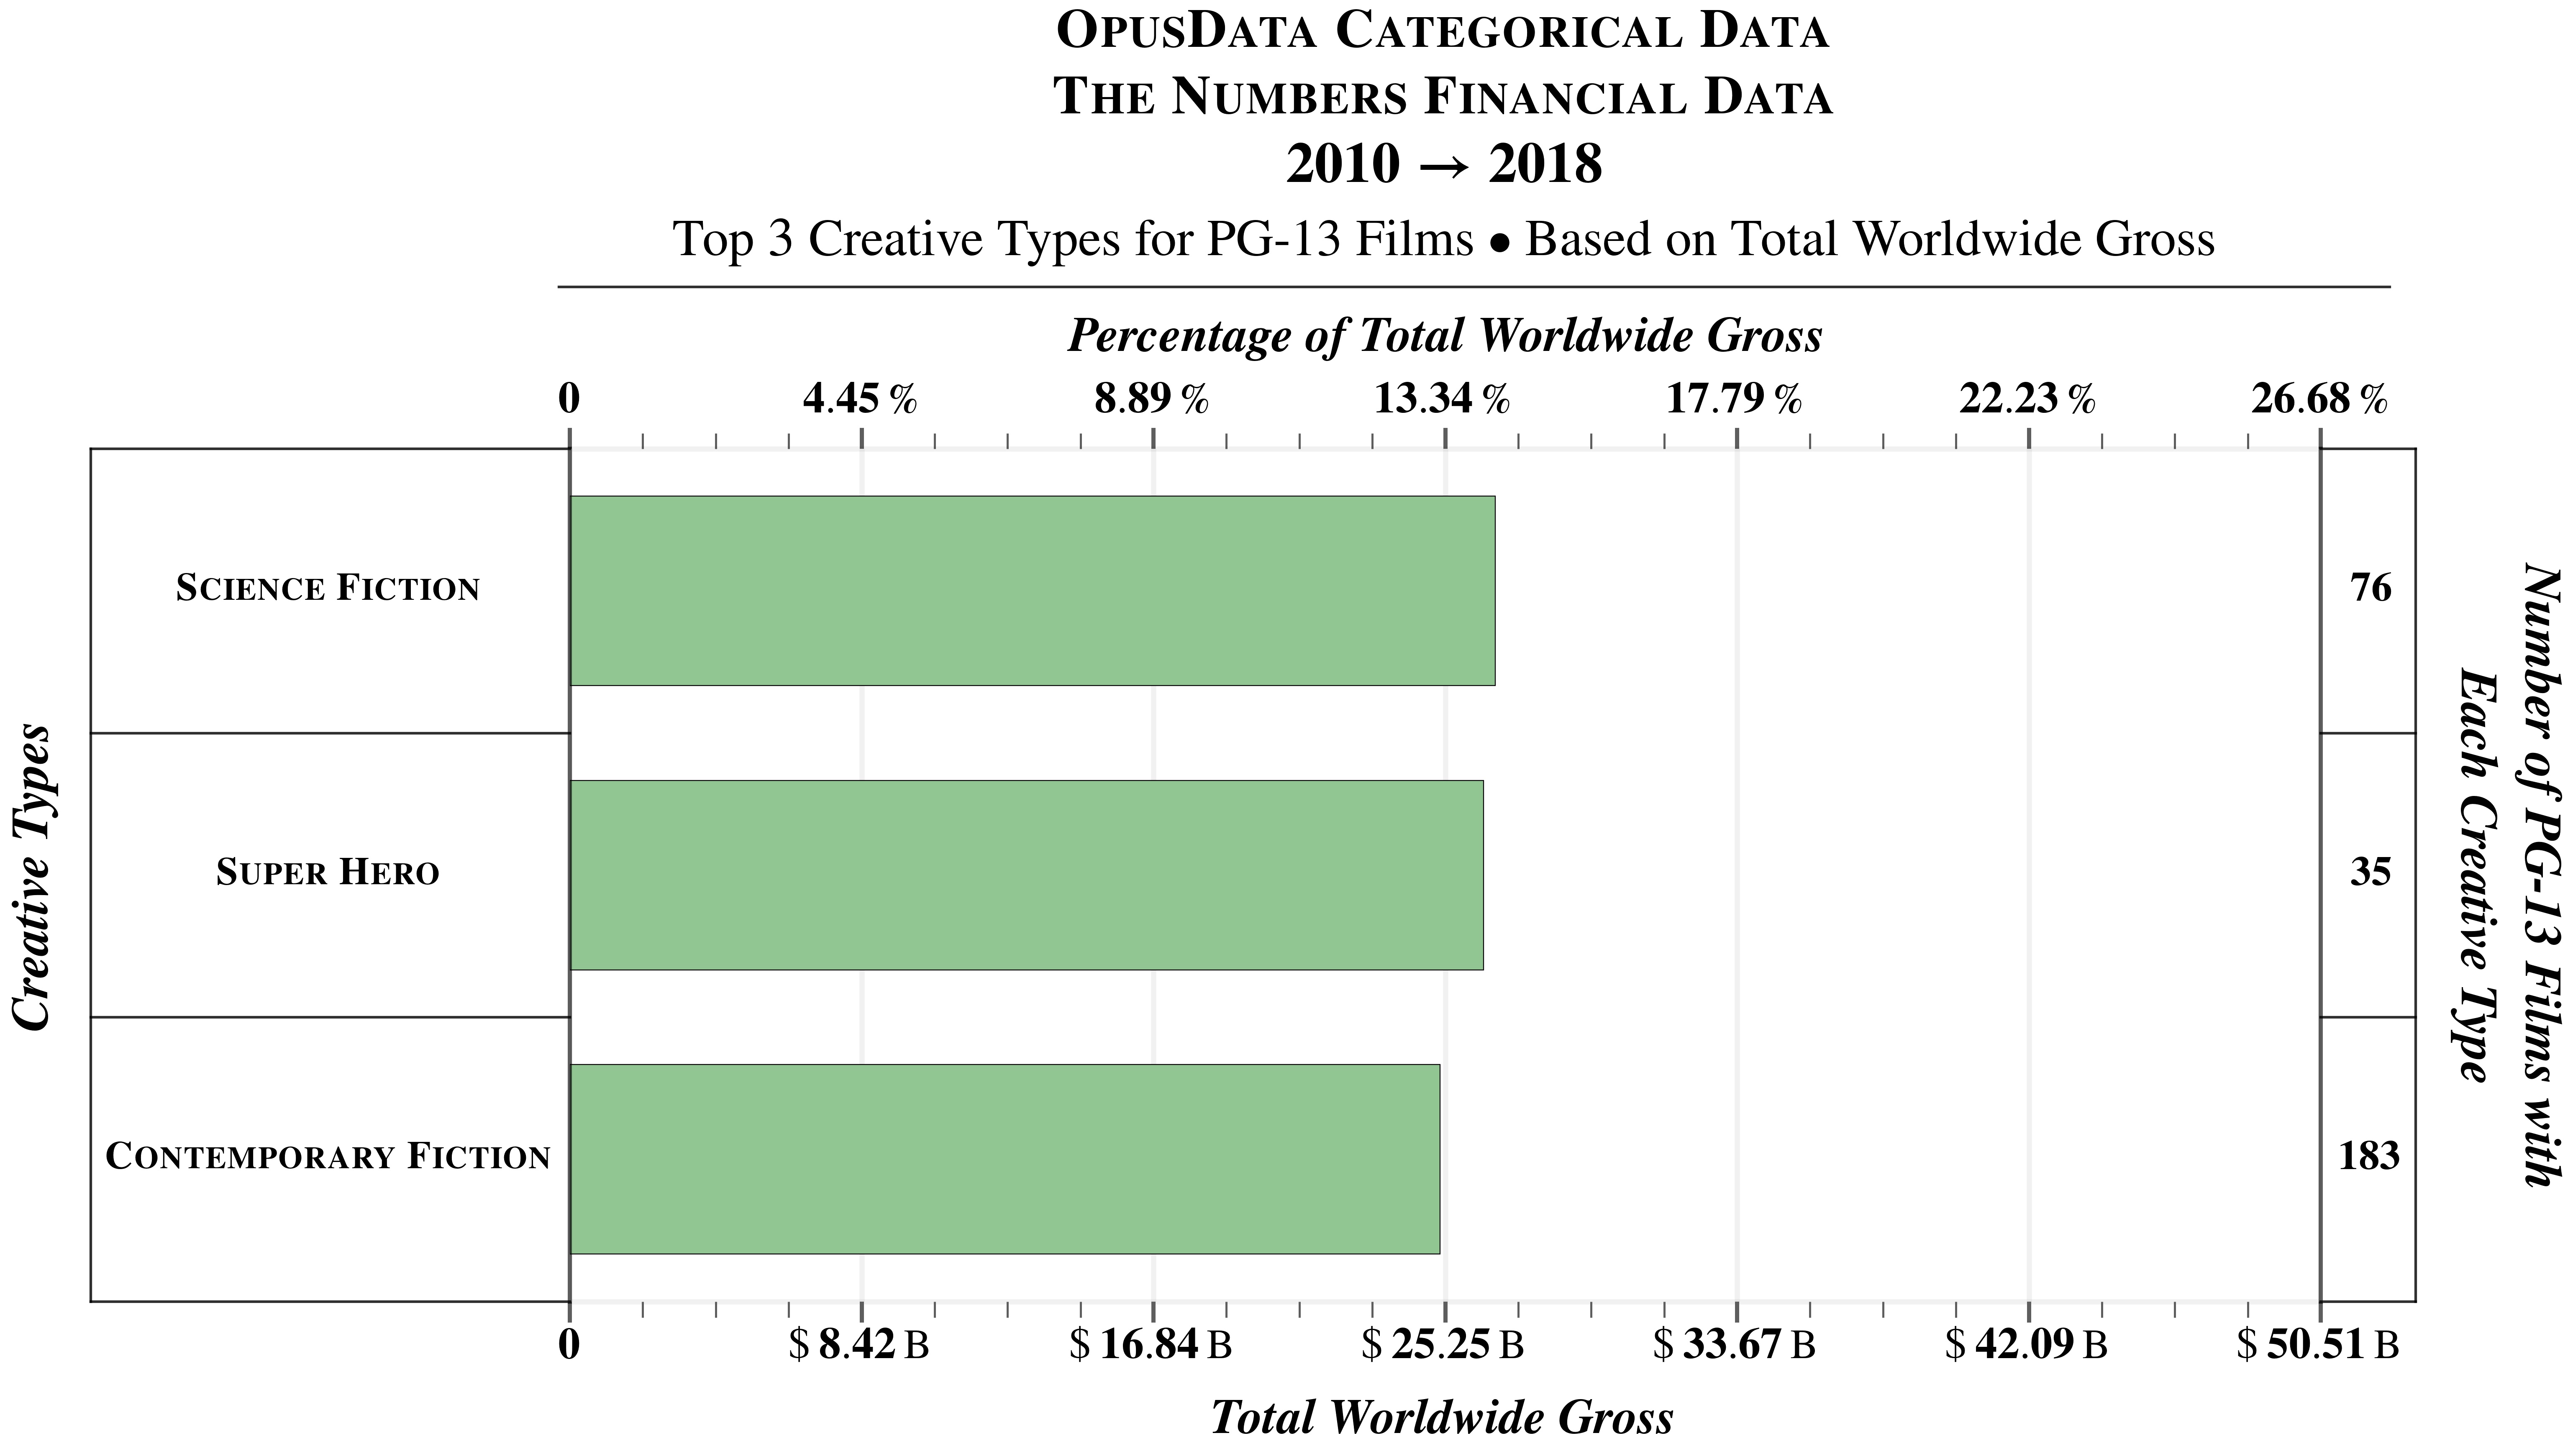 OpusData Categorical Data
The Numbers Financial Data
2010 → 2018
Top 3 Creative Types for PG-13 Films • Based on Total Worldwide Gross
Percentage of Total Worldwide Gross
0 4.45 % 8.89 % 13.34 % 17.79 % 22.23 % 26.68 %
Creative Types
Science Fiction 76
Super Hero 35
Contemporary Fiction 183
Number of PG-13 Films with
Each Creative Type
0 $ 8.42 B $ 16.84 B $ 25.25 B $ 33.67 B $ 42.09 B $ 50.51 B
Total Worldwide Gross